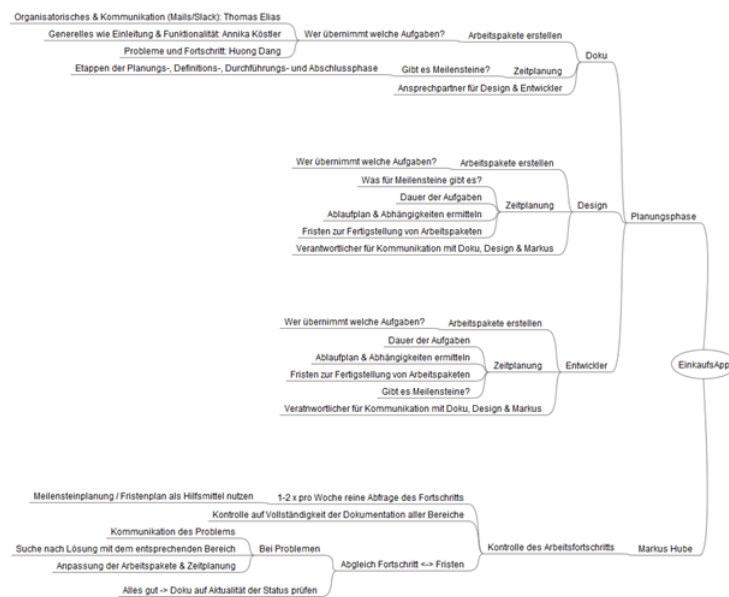 Organisatorisches & Kommunikation (Mails/Slack): Thomas Elias
Generelles wie Einleitung & Funktionalität: Annika Köstler
Probleme und Fortschritt: Huong Dang
Wer übernimmt welche Aufgaben?
Arbeitspakete erstellen
Etappen der Planungs-, Definitions-, Durchführungs- und Abschlussphase
Gibt es Meilensteine?
Zeitplanung
Ansprechpartner für Design & Entwickler
Doku
Wer übernimmt welche Aufgaben?
Arbeitspakete erstellen
Was für Meilensteine gibt es?
Dauer der Aufgaben
Ablaufplan & Abhängigkeiten ermitteln
Fristen zur Fertigstellung von Arbeitspaketen
Zeitplanung
Verantwortlicher für Kommunikation mit Doku, Design & Markus
Design
Planungsphase
Wer übernimmt welche Aufgaben?
Arbeitspakete erstellen
Dauer der Aufgaben
Ablaufplan & Abhängigkeiten ermitteln
Fristen zur Fertigstellung von Arbeitspaketen
Gibt es Meilensteine?
Zeitplanung
Veratnwortlicher für Kommunikation mit Doku, Design & Markus
Entwickler
EinkaufsApp
Meilensteinplanung / Fristenplan als Hilfsmittel nutzen
1-2 x pro Woche reine Abfrage des Fortschritts
Kontrolle auf Vollständigkeit der Dokumentation aller Bereiche
Kommunikation des Problems
Suche nach Lösung mit dem entsprechenden Bereich
Anpassung der Arbeitspakete & Zeitplanung
Bei Problemen
Alles gut -> Doku auf Aktualität der Status prüfen
Abgleich Fortschritt <-> Fristen
Kontrolle des Arbeitsfortschritts
Markus Hube